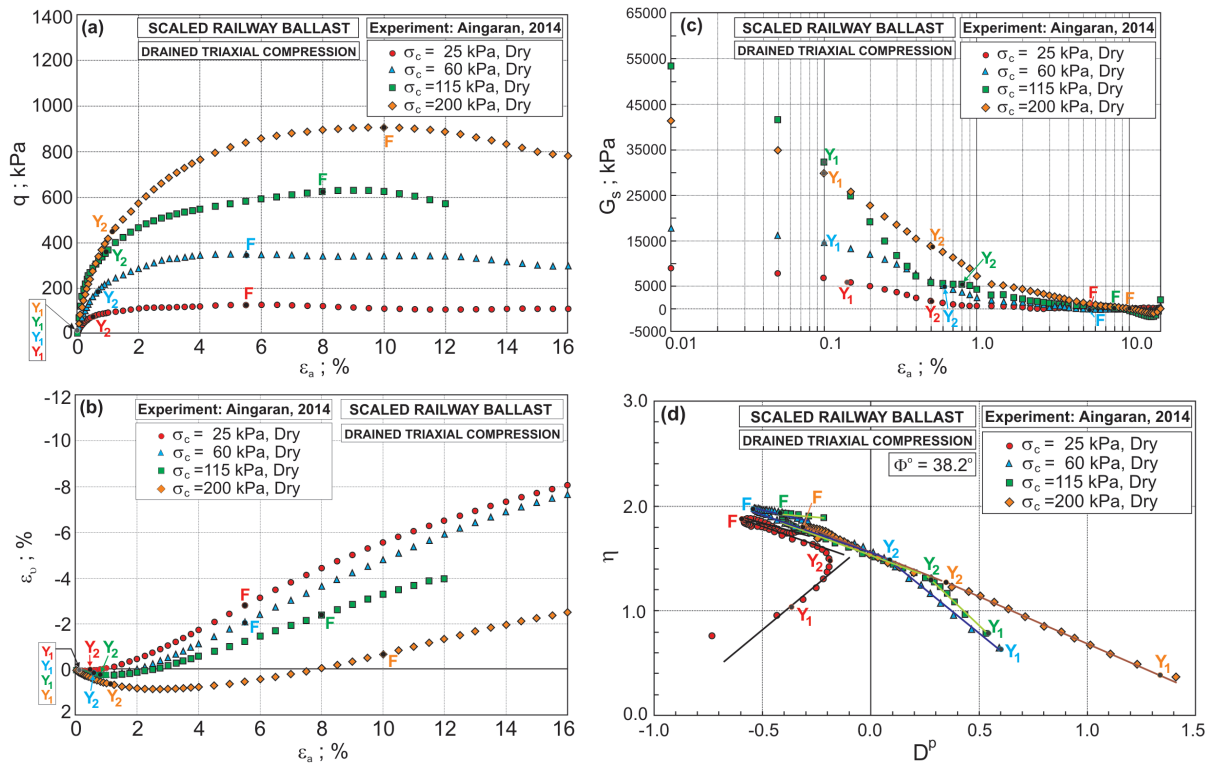 (a)
SCALED RAILWAY BALLAST
DRAINED TRIAXIAL COMPRESSION
Experiment: Aingaran, 2014
σc = 25 kPa, Dry
σc = 60 kPa, Dry
σc =115 kPa, Dry
σc =200 kPa, Dry
q ; kPa
1400
1200
1000
800
600
400
200
0
F
F
F
F
Y2
Y2
Y2
Y2
Y1
Y1
Y1
Y1
0 2 4 6 8 10 12 14 16
εa ; %
(b)
Experiment: Aingaran, 2014
SCALED RAILWAY BALLAST
DRAINED TRIAXIAL COMPRESSION
σc = 25 kPa, Dry
σc = 60 kPa, Dry
σc =115 kPa, Dry
σc =200 kPa, Dry
ευ ; %
-12
-10
-8
-6
-4
-2
0
2
F
F
F
F
Y2
Y2
Y2
Y2
Y1
Y1
Y1
Y1
0 2 4 6 8 10 12 14 16
εa ; %
(c)
SCALED RAILWAY BALLAST
DRAINED TRIAXIAL COMPRESSION
Experiment: Aingaran, 2014
σc = 25 kPa, Dry
σc = 60 kPa, Dry
σc =115 kPa, Dry
σc =200 kPa, Dry
Gs ; kPa
65000
55000
45000
35000
25000
15000
5000
0
-5000
Y1
Y1
Y1
Y1
Y2
Y2
Y2
Y2
F
F
F
F
0.01 0.1 1.0 10.0
εa ; %
(d)
SCALED RAILWAY BALLAST
DRAINED TRIAXIAL COMPRESSION
Φ° = 38.2°
Experiment: Aingaran, 2014
σc = 25 kPa, Dry
σc = 60 kPa, Dry
σc =115 kPa, Dry
σc =200 kPa, Dry
η
3.0
2.0
1.0
0.0
F
F
F
F
Y2
Y2
Y2
Y2
Y1
Y1
Y1
Y1
-1.0 -0.5 0.0 0.5 1.0 1.5
Dp